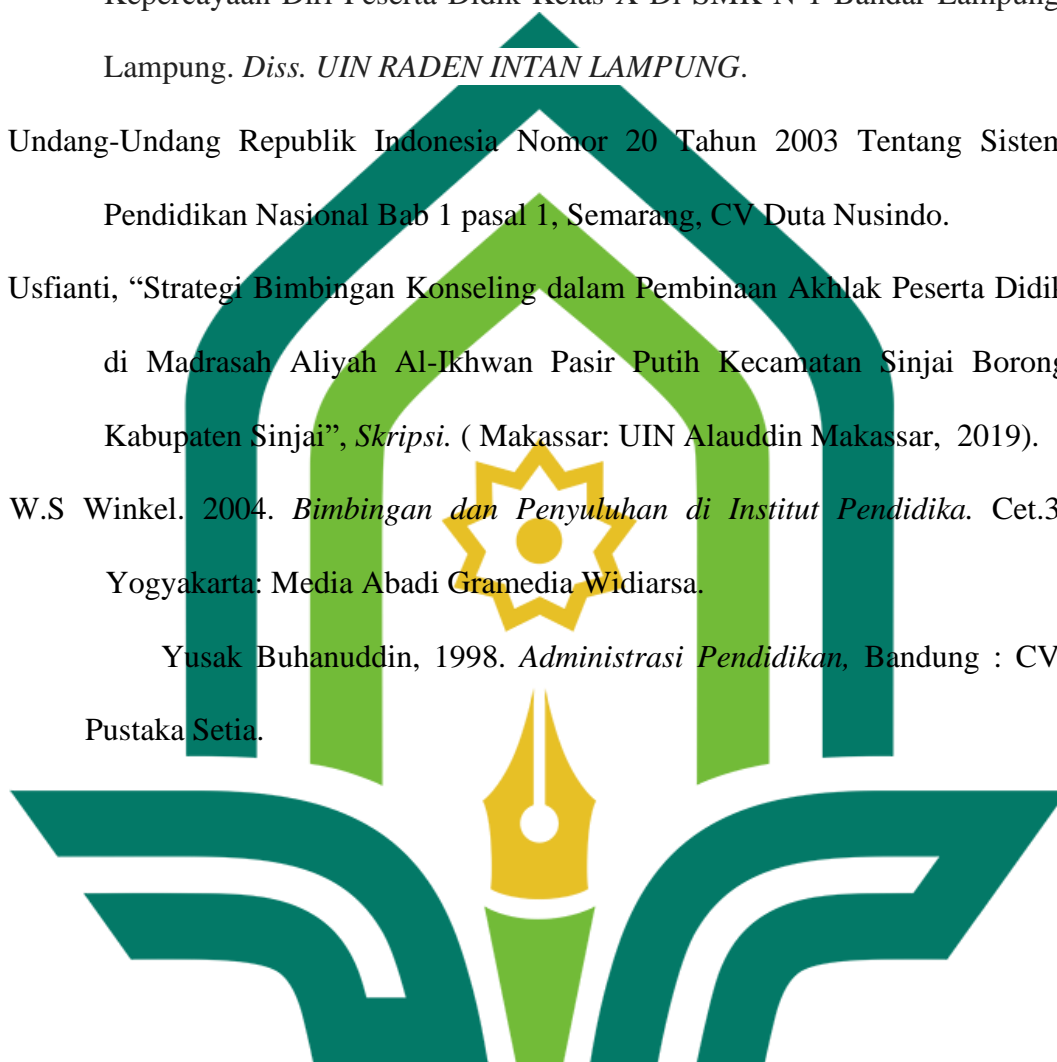 Kepercayaan Diri Peserta Didik Kelas X Di SMK N 1 Bandar Lampung
Lampung. Diss. UIN RADEN INTAN LAMPUNG.
Undang-Undang Republik Indonesia Nomor 20 Tahun 2003 Tentang Sistem
Pendidikan Nasional Bab 1 pasal 1, Semarang, CV Duta Nusindo.
Usfianti, “Strategi Bimbingan Konseling dalam Pembinaan Akhlak Peserta Didik
di Madrasah Aliyah Al-Ikhwan Pasir Putih Kecamatan Sinjai Borong
Kabupaten Sinjai”, Skripsi. ( Makassar: UIN Alauddin Makassar, 2019).
W.S Winkel. 2004. Bimbingan dan Penyuluhan di Institut Pendidika. Cet.3
Yogyakarta: Media Abadi Gramedia Widiarsa.
Yusak Buhanuddin, 1998. Administrasi Pendidikan, Bandung : CV
Pustaka Setia.